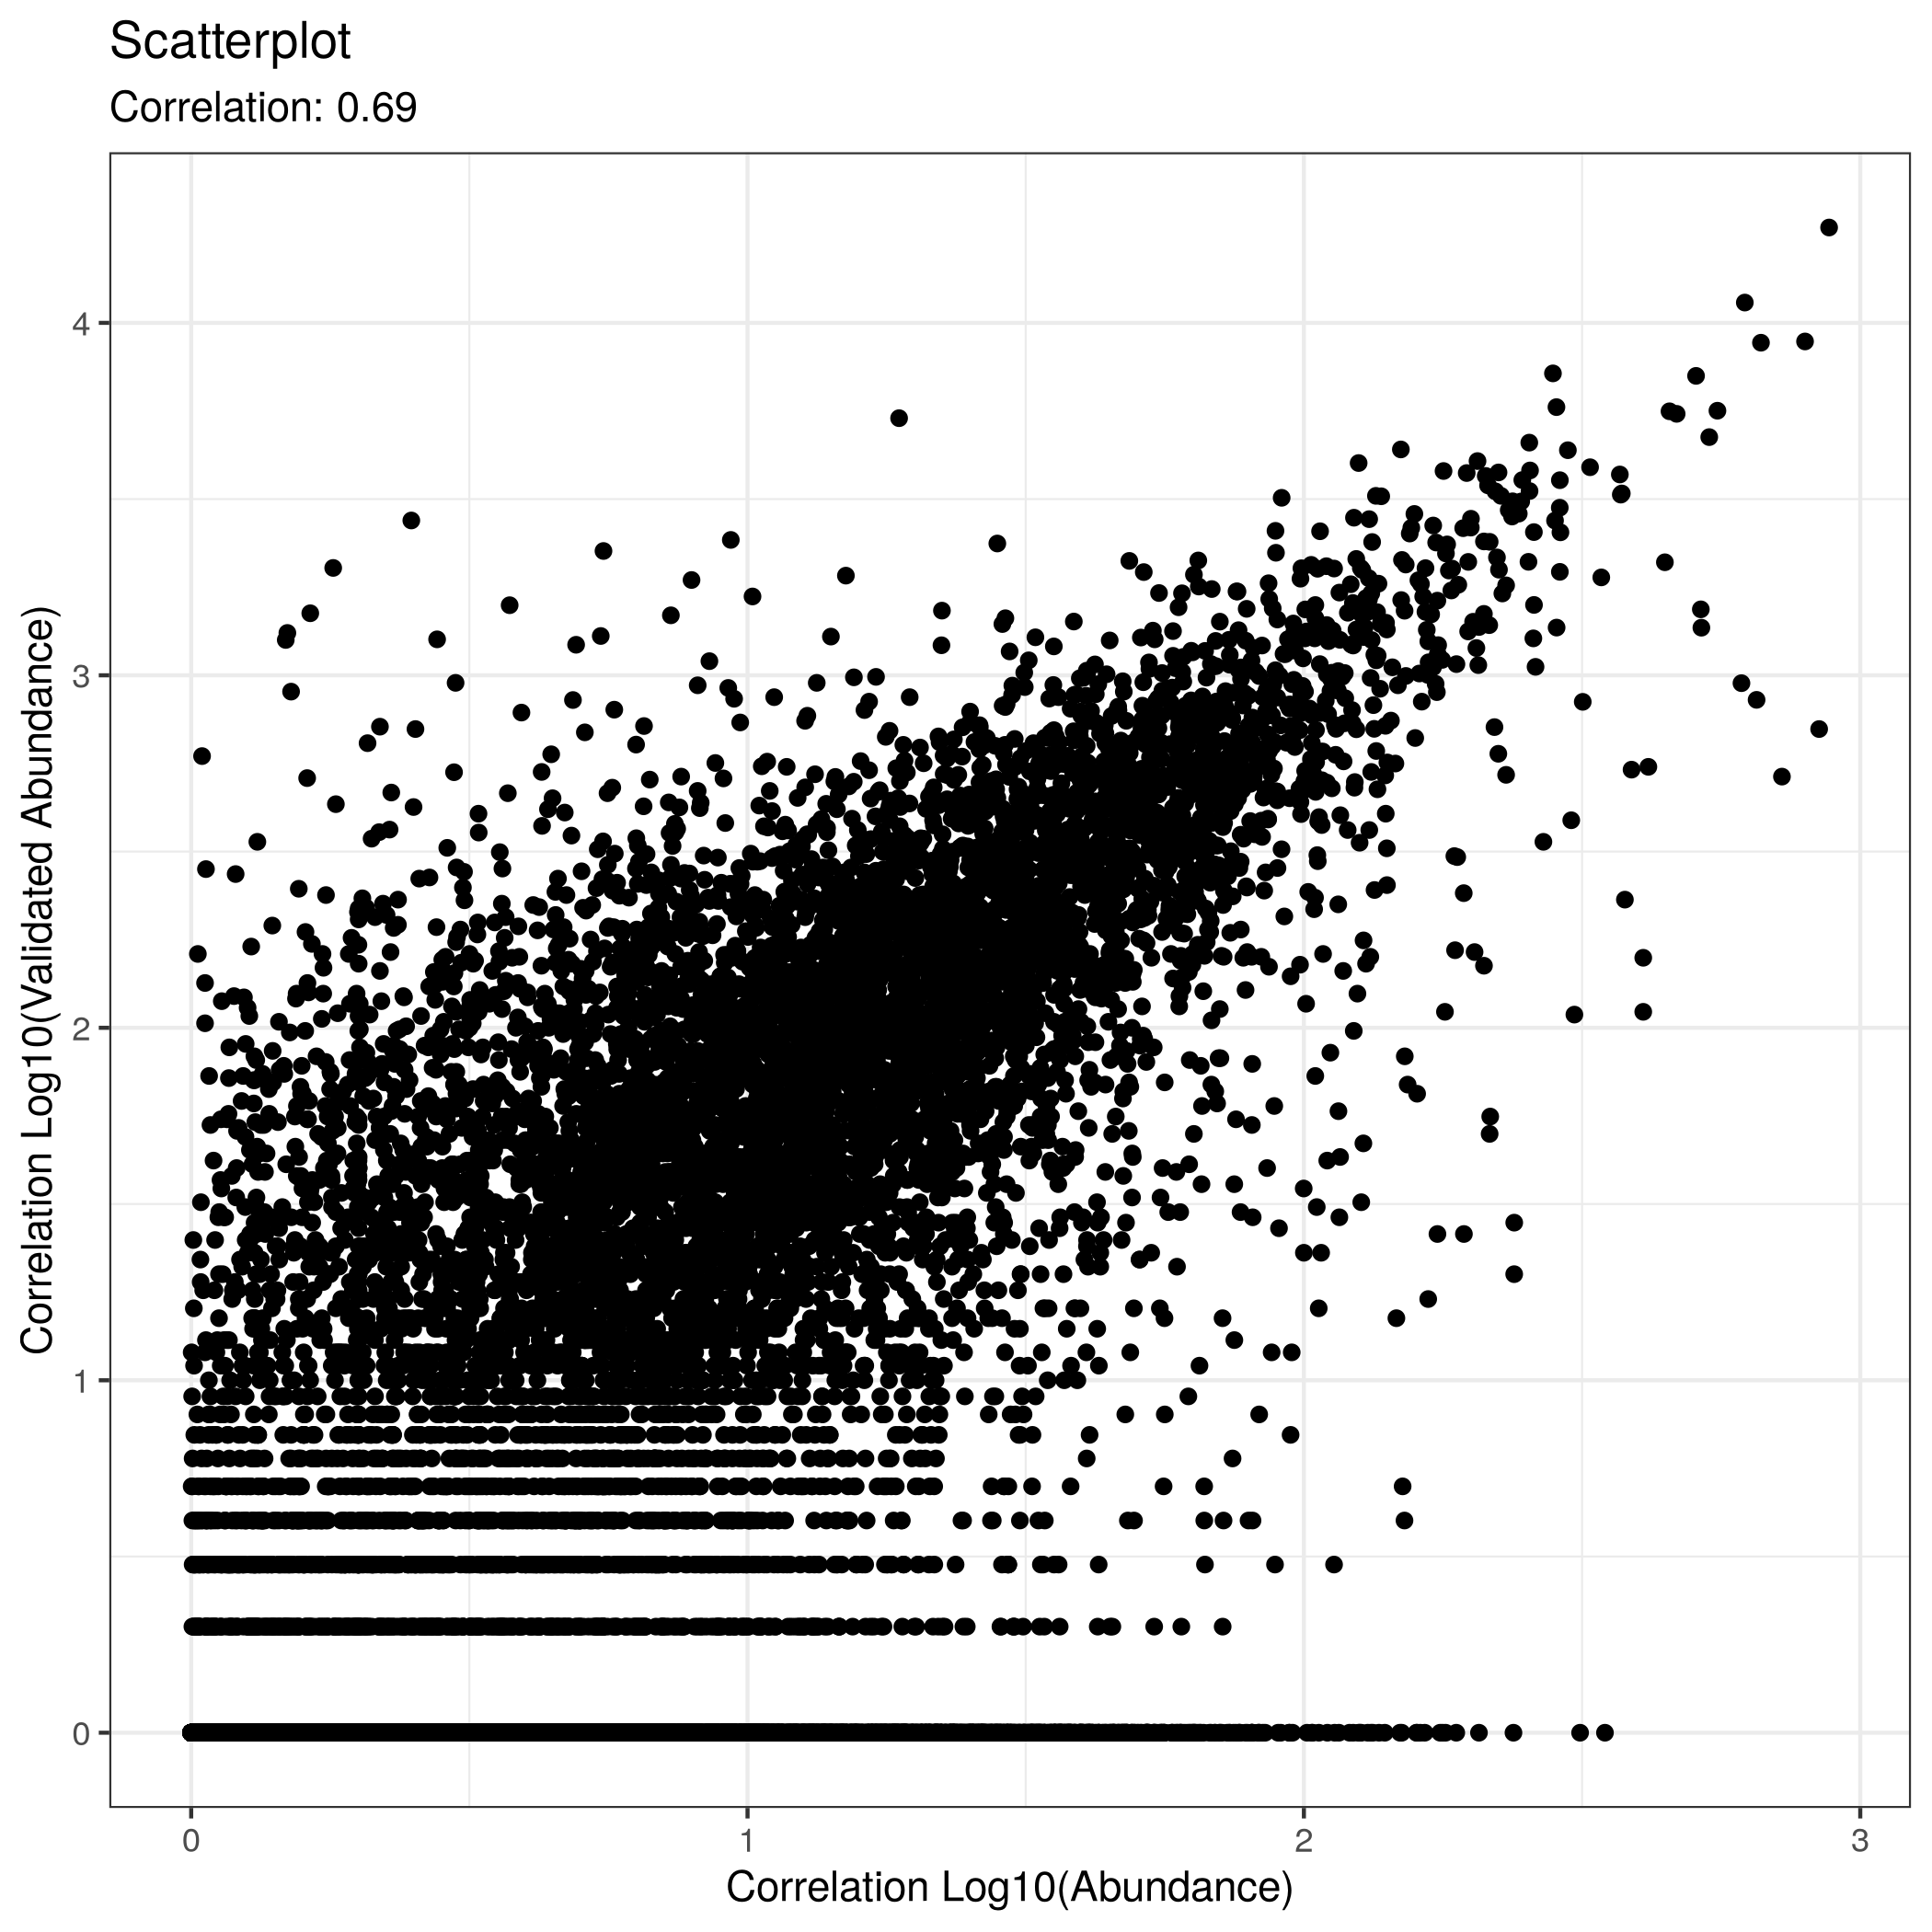 Scatterplot
Correlation: 0.69
Correlation Log10(Validated Abundance)
4
3
2
1
0
0
1
2
3
Correlation Log10(Abundance)